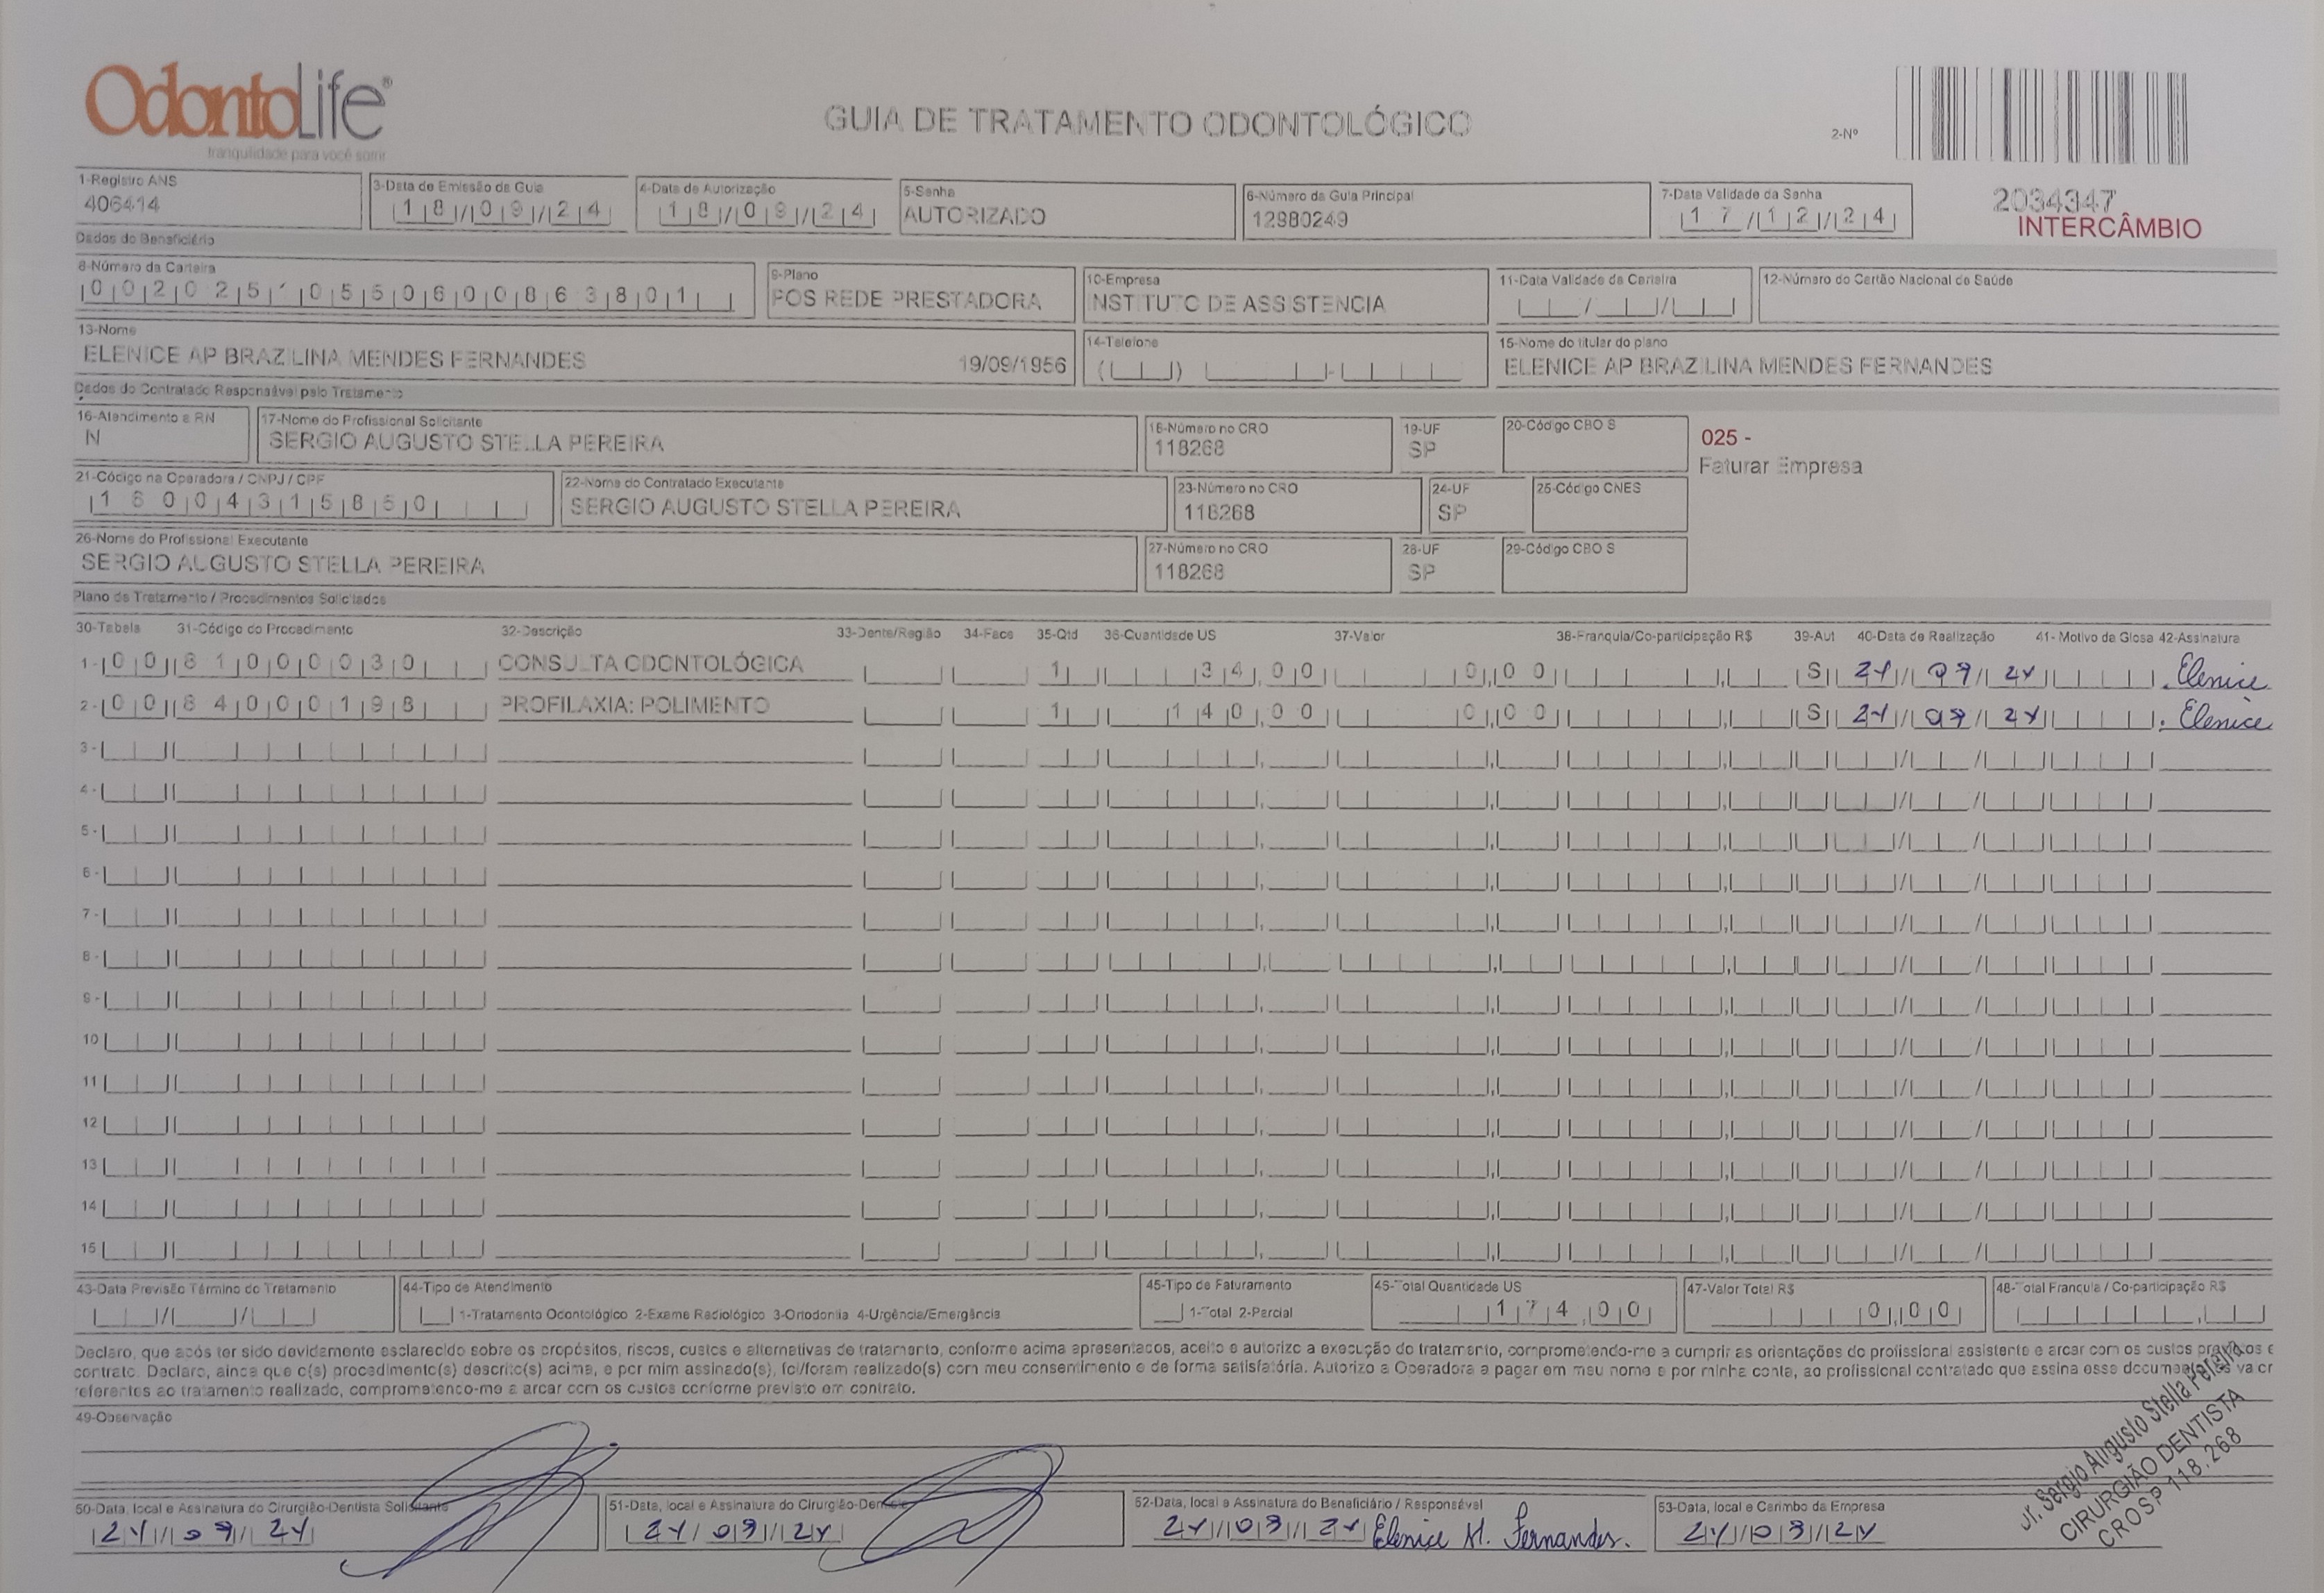 OdontoLife®
tranquilidade para você sorrir
GUIA DE TRATAMENTO ODONTOLÓGICO
2-Nº
2034347
INTERCÂMBIO
1-Registro ANS
406414
3-Data de Emissão da Guia
18/09/24
4-Data de Autorização
18/09/24
5-Senha
AUTORIZADO
6-Número da Guia Principal
12980249
7-Data Validade da Senha
17/12/24
Dados do Beneficiário
8-Número da Carteira
9-Plano
POS REDE PRESTADORA
10-Empresa
INSTITUTO DE ASSISTENCIA
11-Data Validade da Carteira
12-Número do Cartão Nacional de Saúde
13-Nome
ELENICE AP BRAZILINA MENDES FERNANDES 19/09/1956
14-Telefone
15-Nome do titular do plano
ELENICE AP BRAZILINA MENDES FERNANDES
Dados do Contratado Responsável pelo Tratamento
16-Atendimento a RN
N
17-Nome do Profissional Solicitante
SERGIO AUGUSTO STELLA PEREIRA
18-Número no CRO
118268
19-UF
SP
20-Código CBO S
025 -
Faturar Empresa
21-Código na Operadora / CNPJ / CPF
22-Nome do Contratado Executante
SERGIO AUGUSTO STELLA PEREIRA
23-Número no CRO
118268
24-UF
SP
25-Código CNES
26-Nome do Profissional Executante
SERGIO AUGUSTO STELLA PEREIRA
27-Número no CRO
118268
28-UF
SP
29-Código CBO S
Plano de Tratamento / Procedimentos Solicitados
30-Tabela 31-Código do Procedimento 32-Descrição 33-Dente/Região 34-Face 35-Qtd 36-Quantidade US 37-Valor 38-Franquia/Co-participação R$ 39-Aut 40-Data de Realização 41- Motivo da Glosa 42-Assinatura
1- 00 81000030 CONSULTA ODONTOLÓGICA 1 34,00 0,00 S 24/09/24 Elenice
2- 00 84000198 PROFILAXIA: POLIMENTO 1 140,00 0,00 S 24/09/24 Elenice
3-
4-
5-
6-
7-
8-
9-
10
11
12
13
14
15
43-Data Previsão Término do Tratamento
44-Tipo de Atendimento
1-Tratamento Odontológico 2-Exame Radiológico 3-Ortodontia 4-Urgência/Emergência
45-Tipo de Faturamento
1-Total 2-Parcial
46-Total Quantidade US
174,00
47-Valor Total R$
0,00
48-Total Franquia / Co-participação R$
Declaro, que após ter sido devidamente esclarecido sobre os propósitos, riscos, custos e alternativas de tratamento, conforme acima apresentados, aceito e autorizo a execução do tratamento, comprometendo-me a cumprir as orientações do profissional assistente e arcar com os custos previstos e
contrato. Declaro, ainda que o(s) procedimento(s) descrito(s) acima, e por mim assinado(s), foi/foram realizado(s) com meu consentimento e de forma satisfatória. Autorizo a Operadora a pagar em meu nome e por minha conta, ao profissional contratado que assina esse documento, os valor
referentes ao tratamento realizado, comprometendo-me a arcar com os custos conforme previsto em contrato.
49-Observação
50-Data, local e Assinatura do Cirurgião-Dentista Solicitante
24/09/24
51-Data, local e Assinatura do Cirurgião-Dentista
24/09/24
52-Data, local e Assinatura do Beneficiário / Responsável
24/09/24 Elenice M. Fernandes.
53-Data, local e Carimbo da Empresa
24/09/24
Sergio Augusto Stella Pereira
CIRURGIÃO DENTISTA
CROSP 118.268